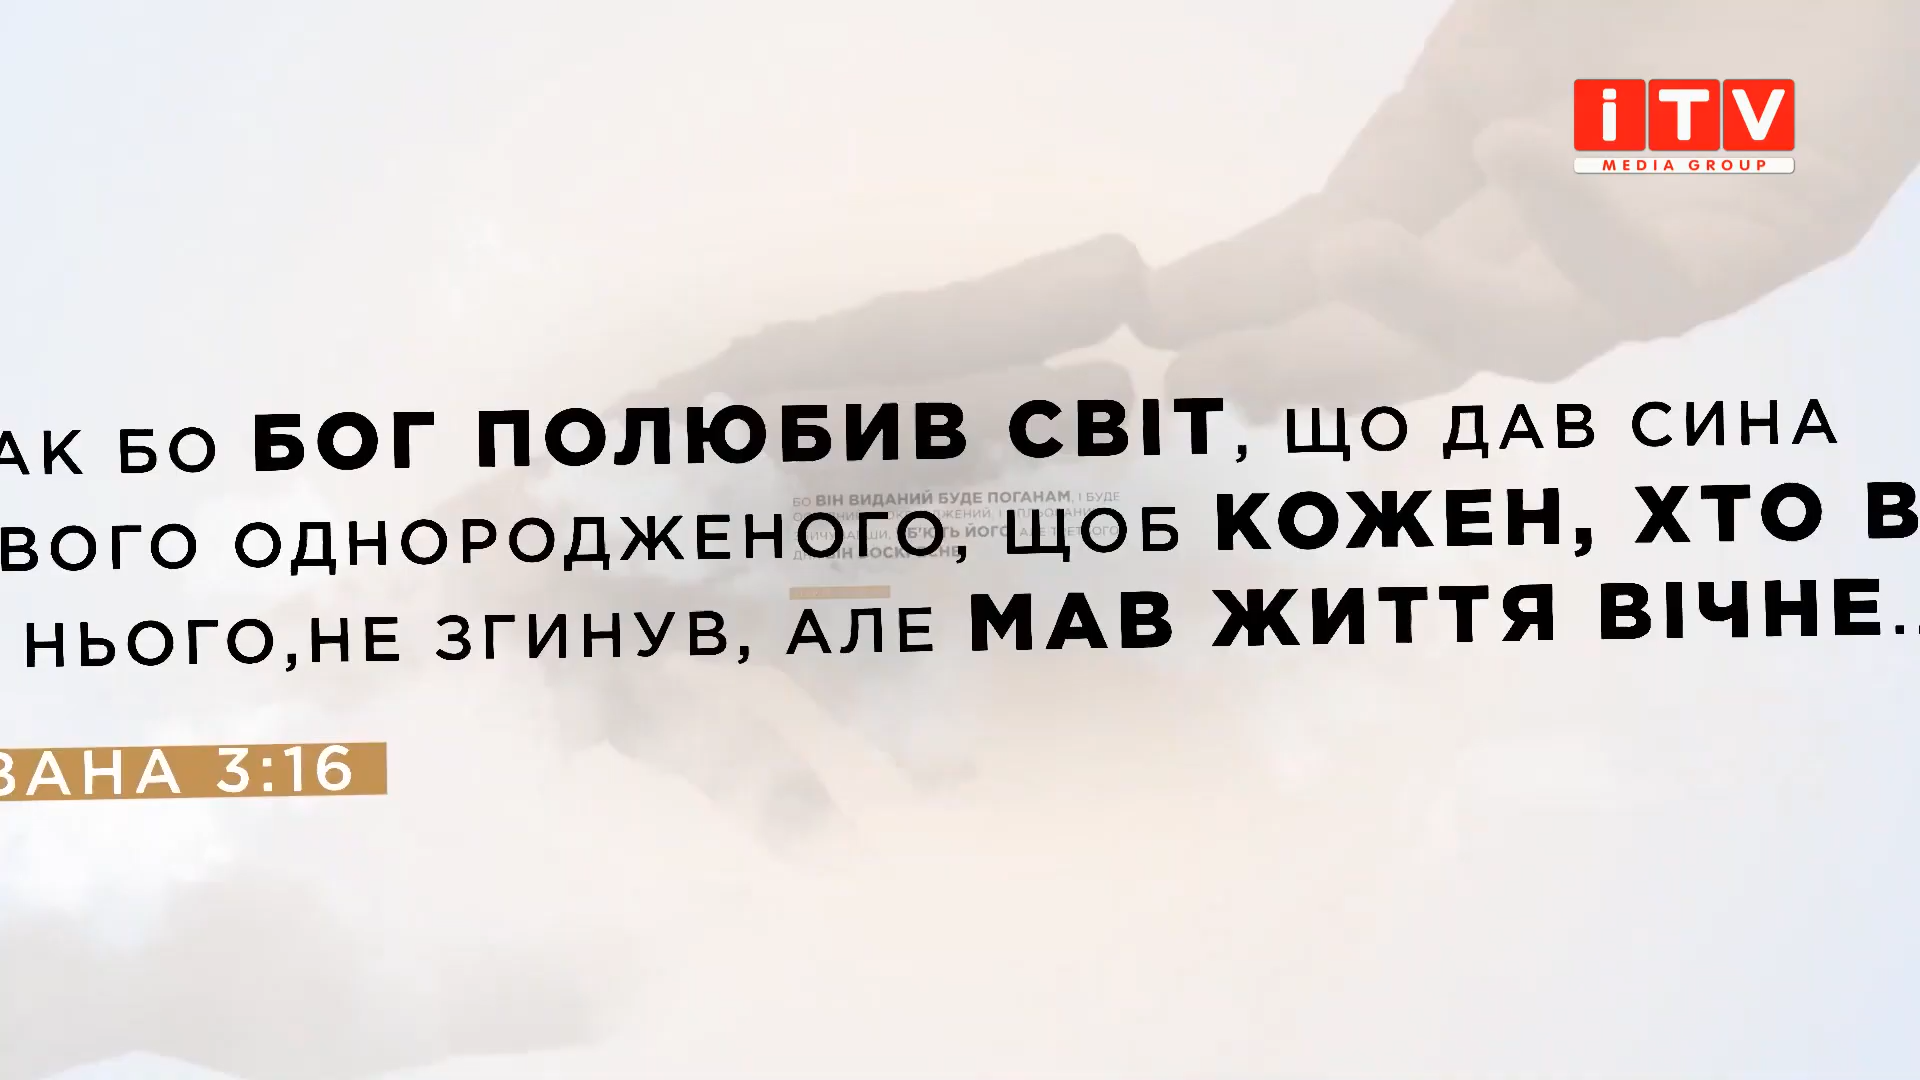 iTV
MEDIA GROUP
АК БО БОГ ПОЛЮБИВ СВІТ, ЩО ДАВ СИНА
ВОГО ОДНОРОДЖЕНОГО, ЩОБ КОЖЕН, ХТО В
НЬОГО,НЕ ЗГИНУВ, АЛЕ МАВ ЖИТТЯ ВІЧНЕ..
ВАНА 3:16
БО ВІН ВИДАНИЙ БУДЕ ПОГАНАМ, І БУДЕ